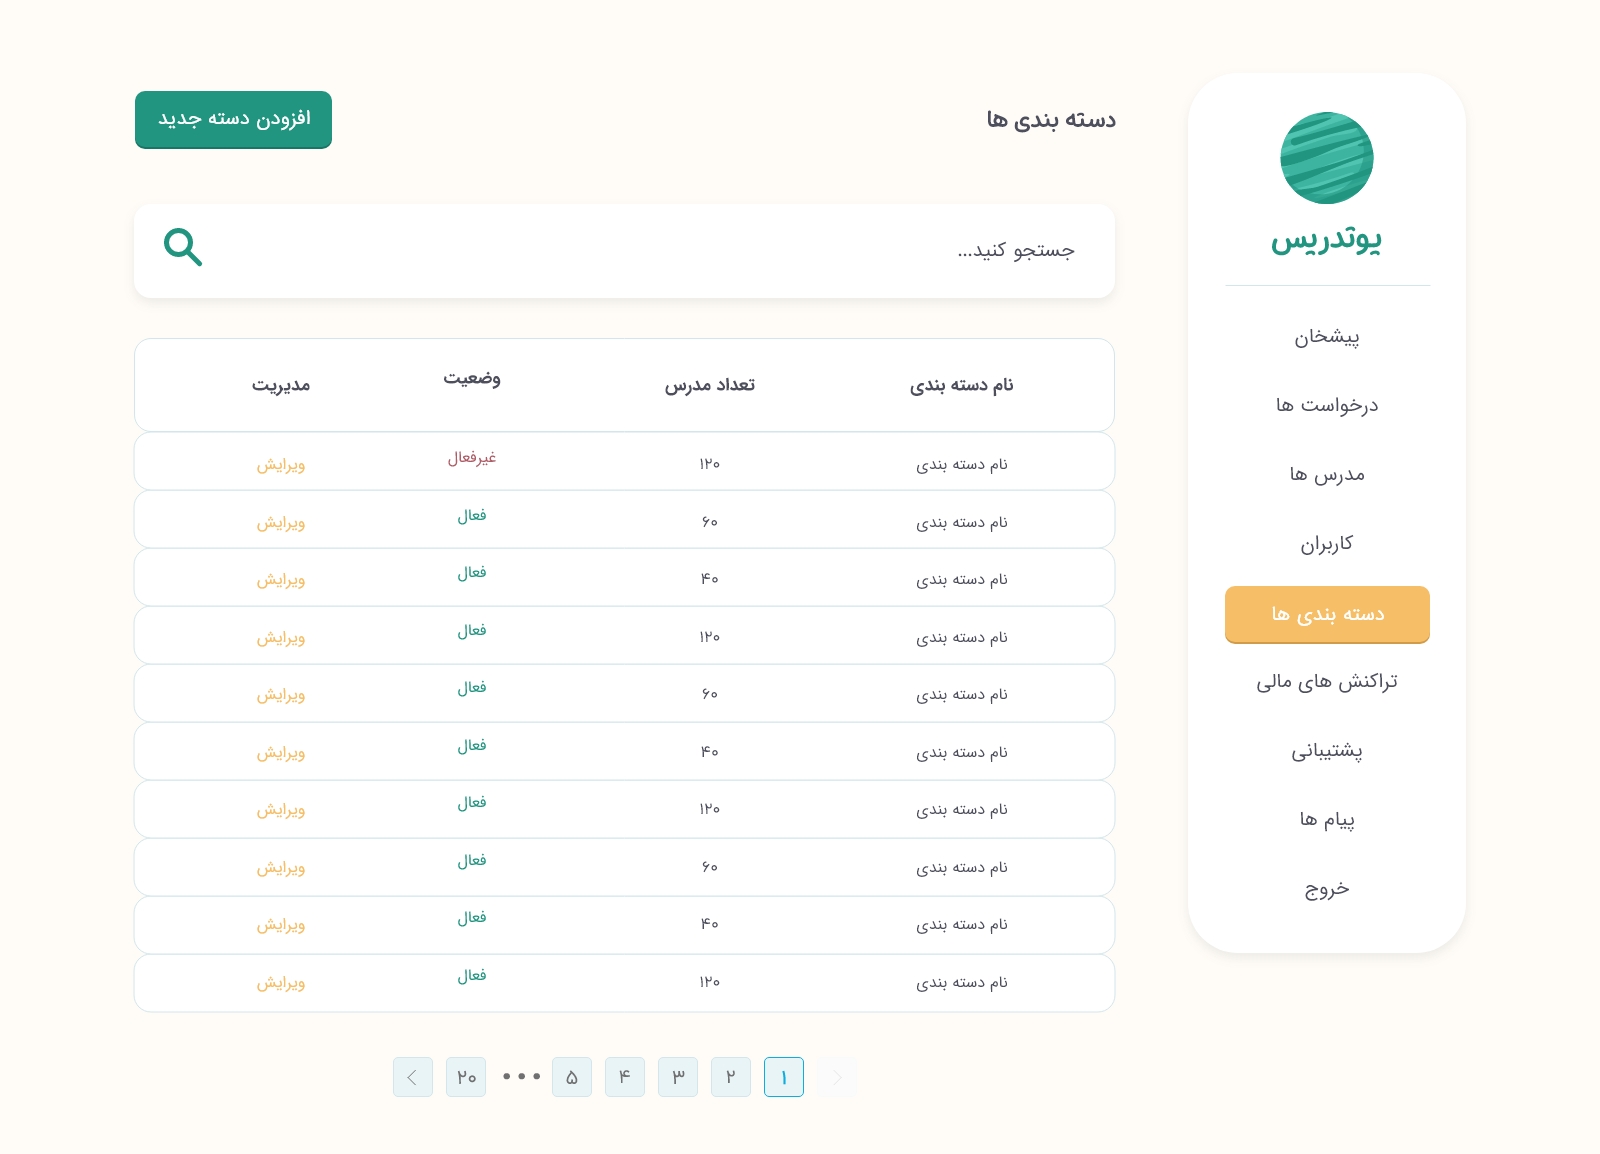 یوتدریس
پیشخان
درخواست ها
مدرس ها
کاربران
دسته بندی ها
تراکنش های مالی
پشتیبانی
پیام ها
خروج
دسته بندی ها
افزودن دسته جدید
جستجو کنید...
نام دسته بندی تعداد مدرس وضعیت مدیریت
نام دسته بندی ۱۲۰ غیرفعال ویرایش
نام دسته بندی ۶۰ فعال ویرایش
نام دسته بندی ۴۰ فعال ویرایش
نام دسته بندی ۱۲۰ فعال ویرایش
نام دسته بندی ۶۰ فعال ویرایش
نام دسته بندی ۴۰ فعال ویرایش
نام دسته بندی ۱۲۰ فعال ویرایش
نام دسته بندی ۶۰ فعال ویرایش
نام دسته بندی ۴۰ فعال ویرایش
نام دسته بندی ۱۲۰ فعال ویرایش
۱ ۲ ۳ ۴ ۵ ••• ۲۰